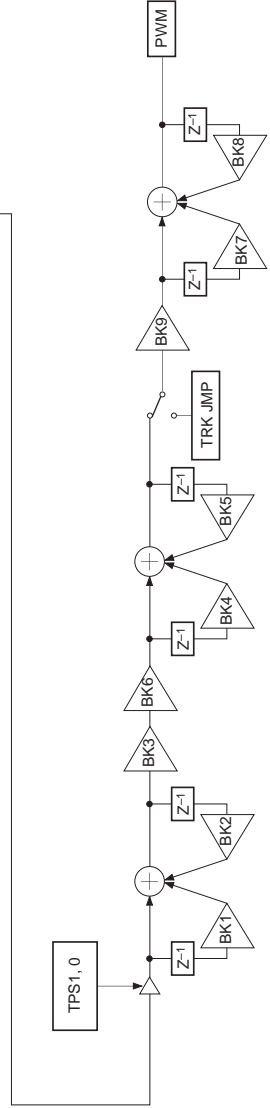 TPS1, 0
Z–1
BK1
BK2
Z–1
BK3
BK6
Z–1
BK4
BK5
Z–1
TRK JMP
BK9
Z–1
BK7
BK8
Z–1
PWM